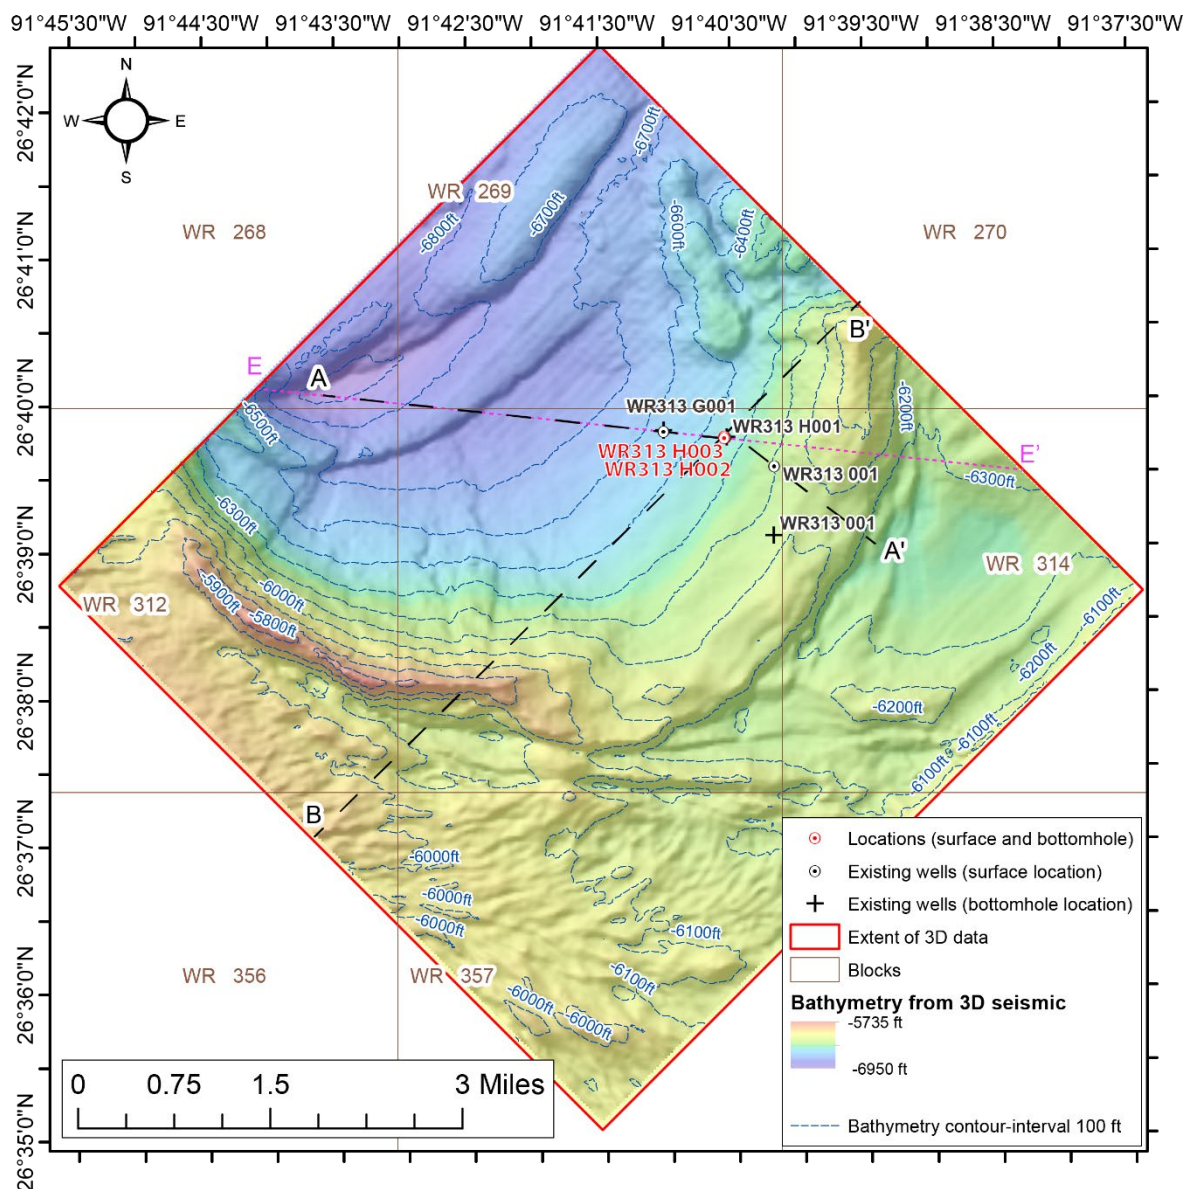 91°45'30"W 91°44'30"W 91°43'30"W 91°42'30"W 91°41'30"W 91°40'30"W 91°39'30"W 91°38'30"W 91°37'30"W
26°42'0"N
26°41'0"N
26°40'0"N
26°39'0"N
26°38'0"N
26°37'0"N
26°36'0"N
26°35'0"N
N
W E
S
-6700ft
WR 269
-6800ft
-6700ft
-6600ft
-6400ft
WR 268
WR 270
B'
E
A
-6500ft
-6200ft
WR313 G001
WR313 H001
WR313 H003
WR313 H002
E'
WR313 001
-6300ft
-6300ft
WR313 001
A'
WR 314
WR 312
-5900ft
-6000ft
-5800ft
-6100ft
-6200ft
-6200ft
-6100ft
-6100ft
B
-6000ft
-6000ft
-6000ft
-6100ft
WR 356
WR 357
-6100ft
-6000ft
-6000ft
Locations (surface and bottomhole)
Existing wells (surface location)
Existing wells (bottomhole location)
Extent of 3D data
Blocks
Bathymetry from 3D seismic
-5735 ft
-6950 ft
Bathymetry contour-interval 100 ft
0 0.75 1.5 3 Miles